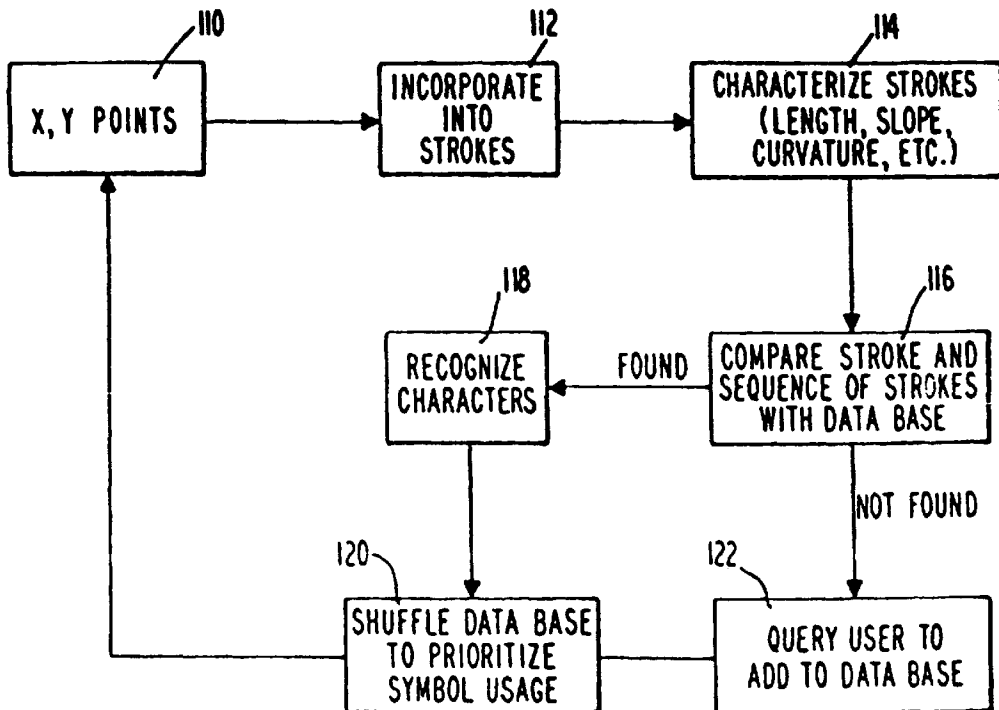 110
X, Y POINTS
112
INCORPORATE
INTO
STROKES
114
CHARACTERIZE STROKES
(LENGTH, SLOPE,
CURVATURE, ETC.)
116
COMPARE STROKE AND
SEQUENCE OF STROKES
WITH DATA BASE
FOUND
118
RECOGNIZE
CHARACTERS
NOT FOUND
120
SHUFFLE DATA BASE
TO PRIORITIZE
SYMBOL USAGE
122
QUERY USER TO
ADD TO DATA BASE